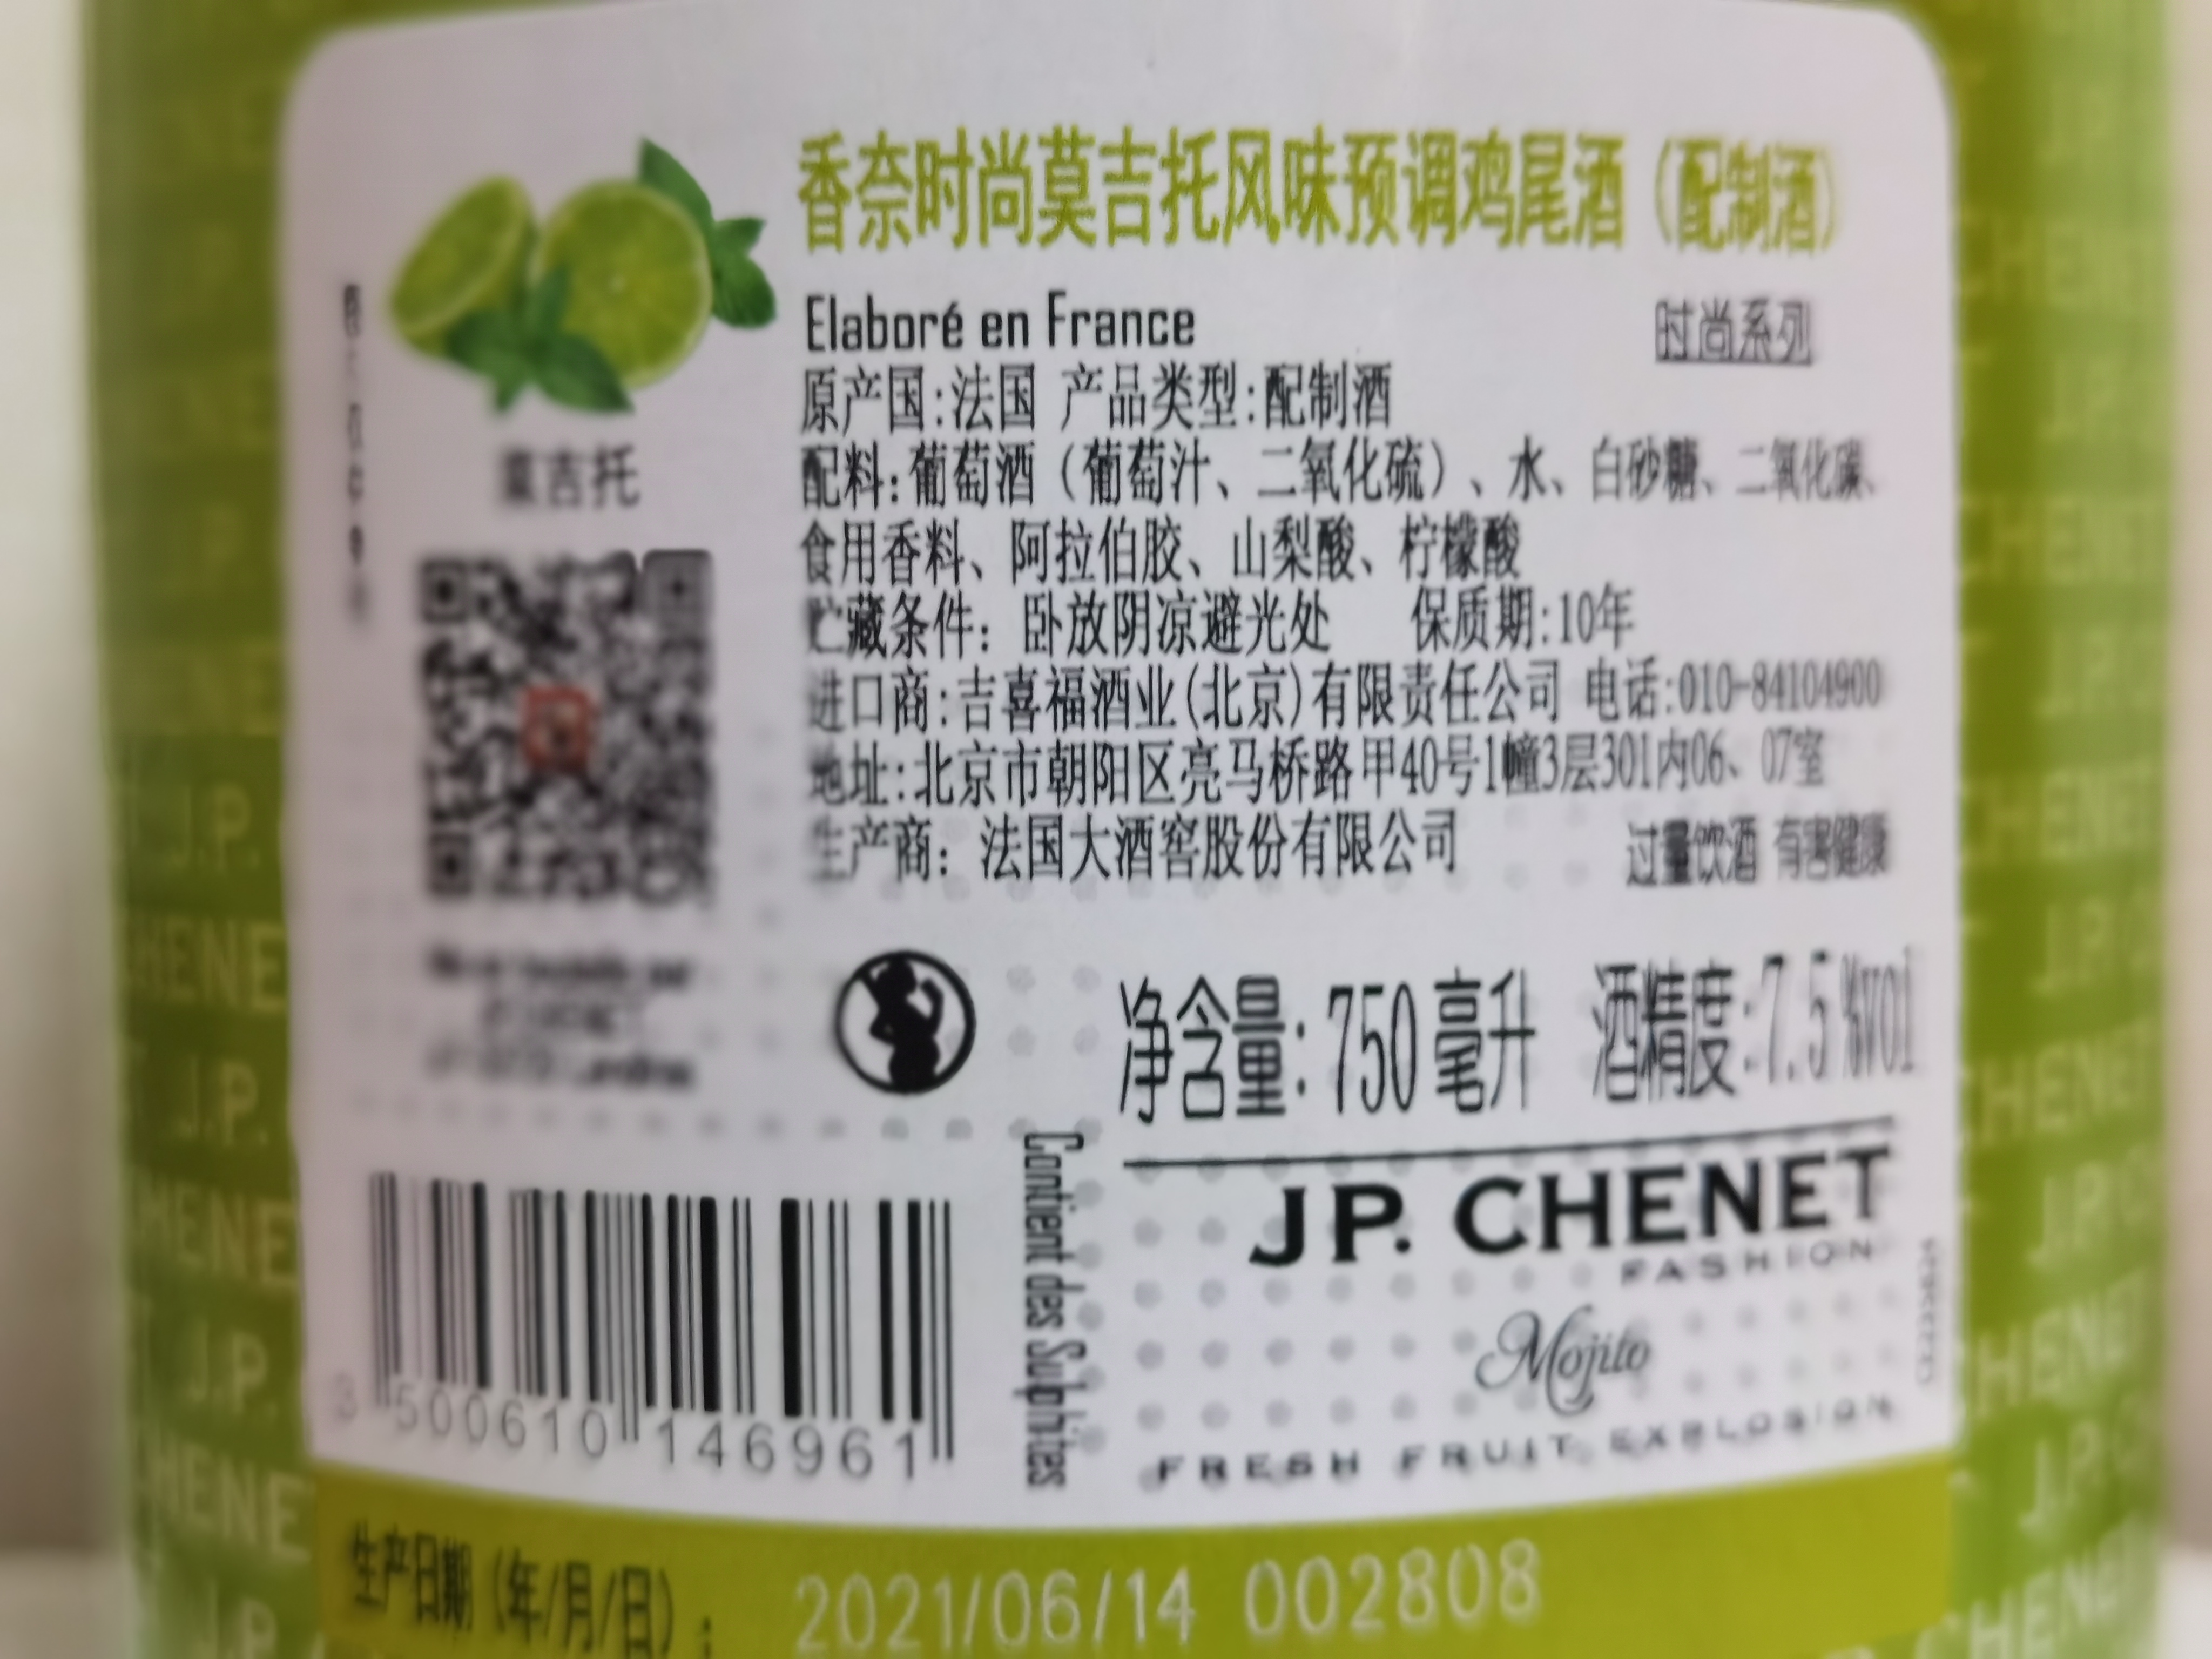 香奈时尚莫吉托风味预调鸡尾酒（配制酒）
Elaboré en France
时尚系列
原产国:法国 产品类型:配制酒
配料:葡萄酒（葡萄汁、二氧化硫）、水、白砂糖、二氧化碳、
食用香料、阿拉伯胶、山梨酸、柠檬酸
贮藏条件: 卧放阴凉避光处 保质期:10年
进口商:吉喜福酒业(北京)有限责任公司 电话:010-84104900
地址:北京市朝阳区亮马桥路甲40号1幢3层301内06、07室
生产商: 法国大酒窖股份有限公司
过量饮酒 有害健康
莫吉托
净含量: 750 毫升 酒精度:7.5%vol
Contient des Sulphites
J.P. CHENET
FASHION
Mojito
FRESH FRUIT EXPLOSION
3 500610 146961
生产日期（年/月/日）: 2021/06/14 002808
J.P.
CHENET
J.P.
CHENET
J.P.